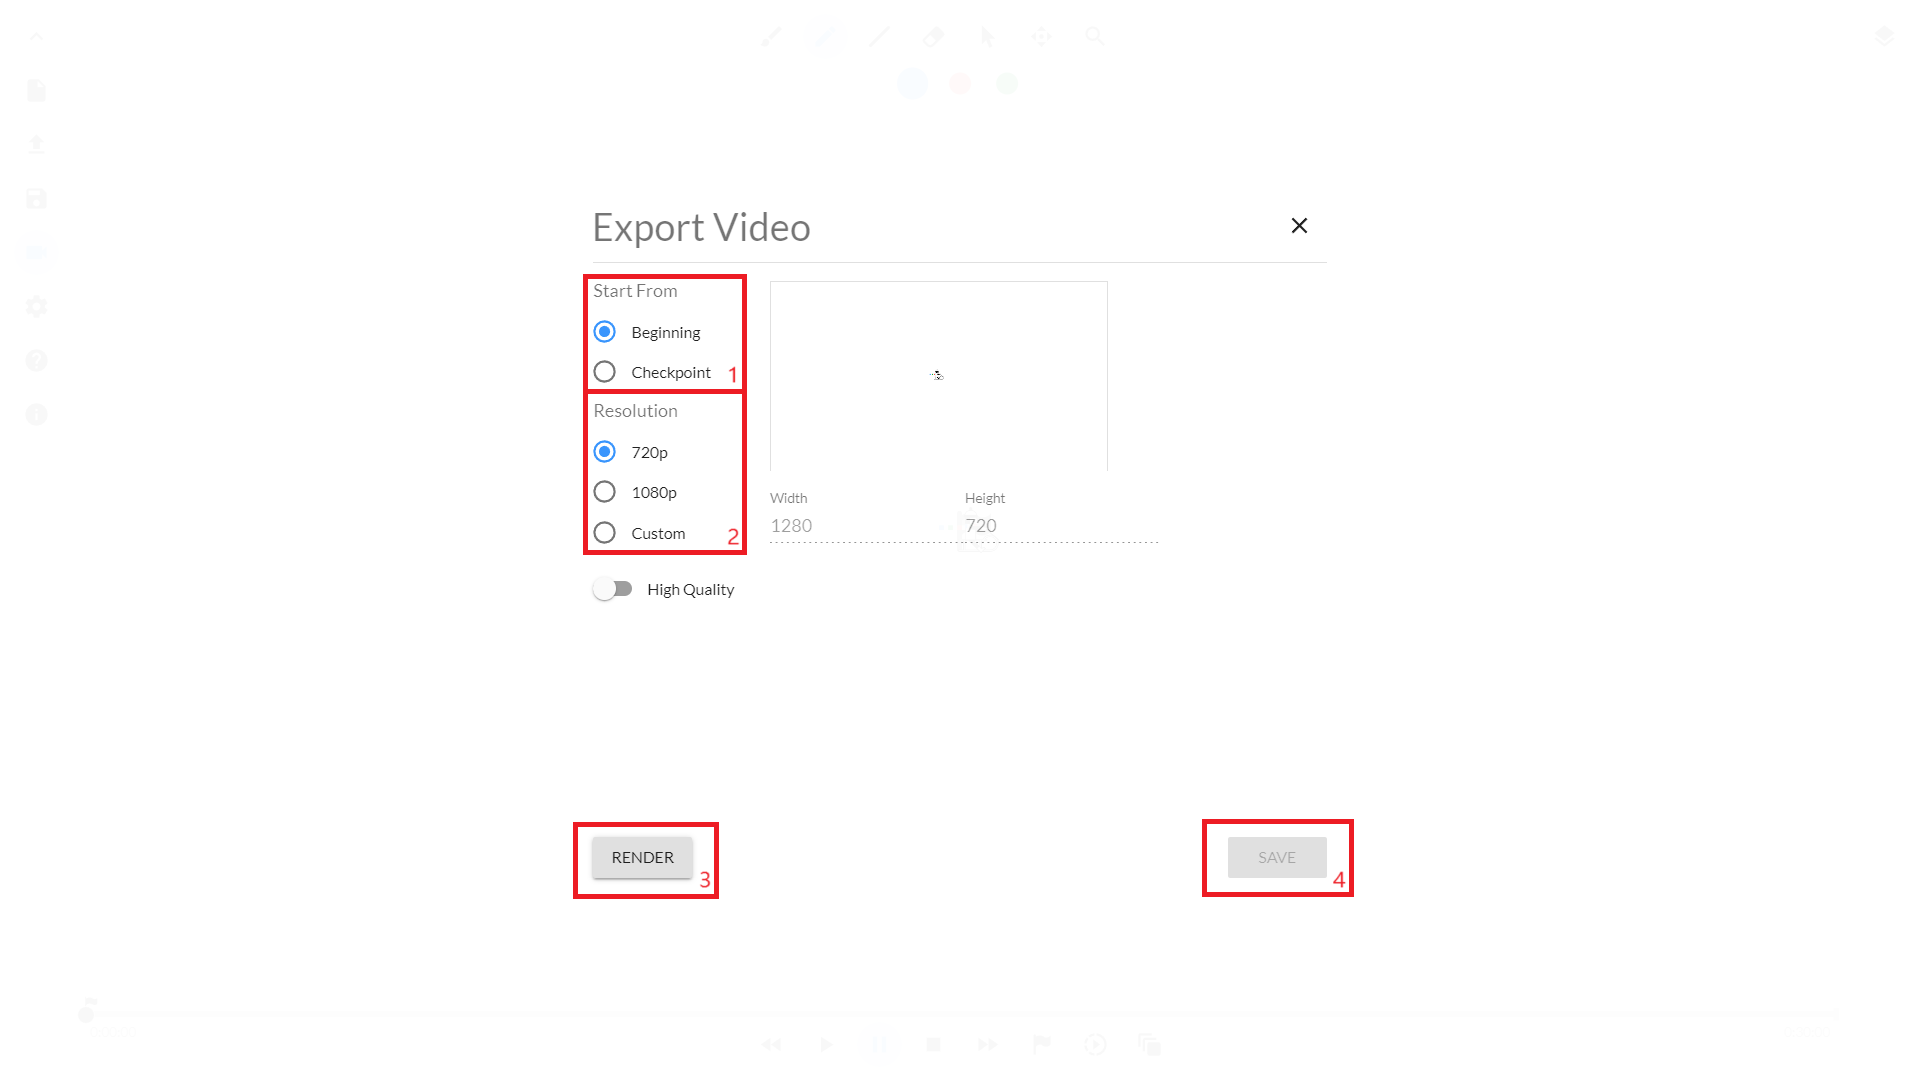 Export Video
Start From
Beginning
Checkpoint 1
Resolution
720p
1080p
Custom 2
Width Height
1280 720
High Quality
RENDER 3
SAVE 4